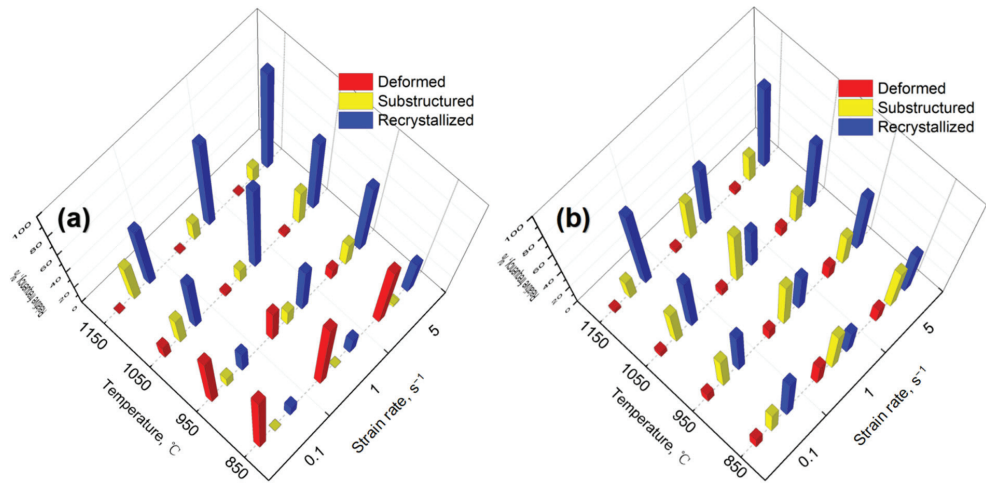 (a)
Deformed
Substructured
Recrystallized
100
80
60
40
20
0
1150
1050
950
850
Temperature, ℃
0.1
1
5
Strain rate, s⁻¹
(b)
Deformed
Substructured
Recrystallized
100
80
60
40
20
0
1150
1050
950
850
Temperature, ℃
0.1
1
5
Strain rate, s⁻¹